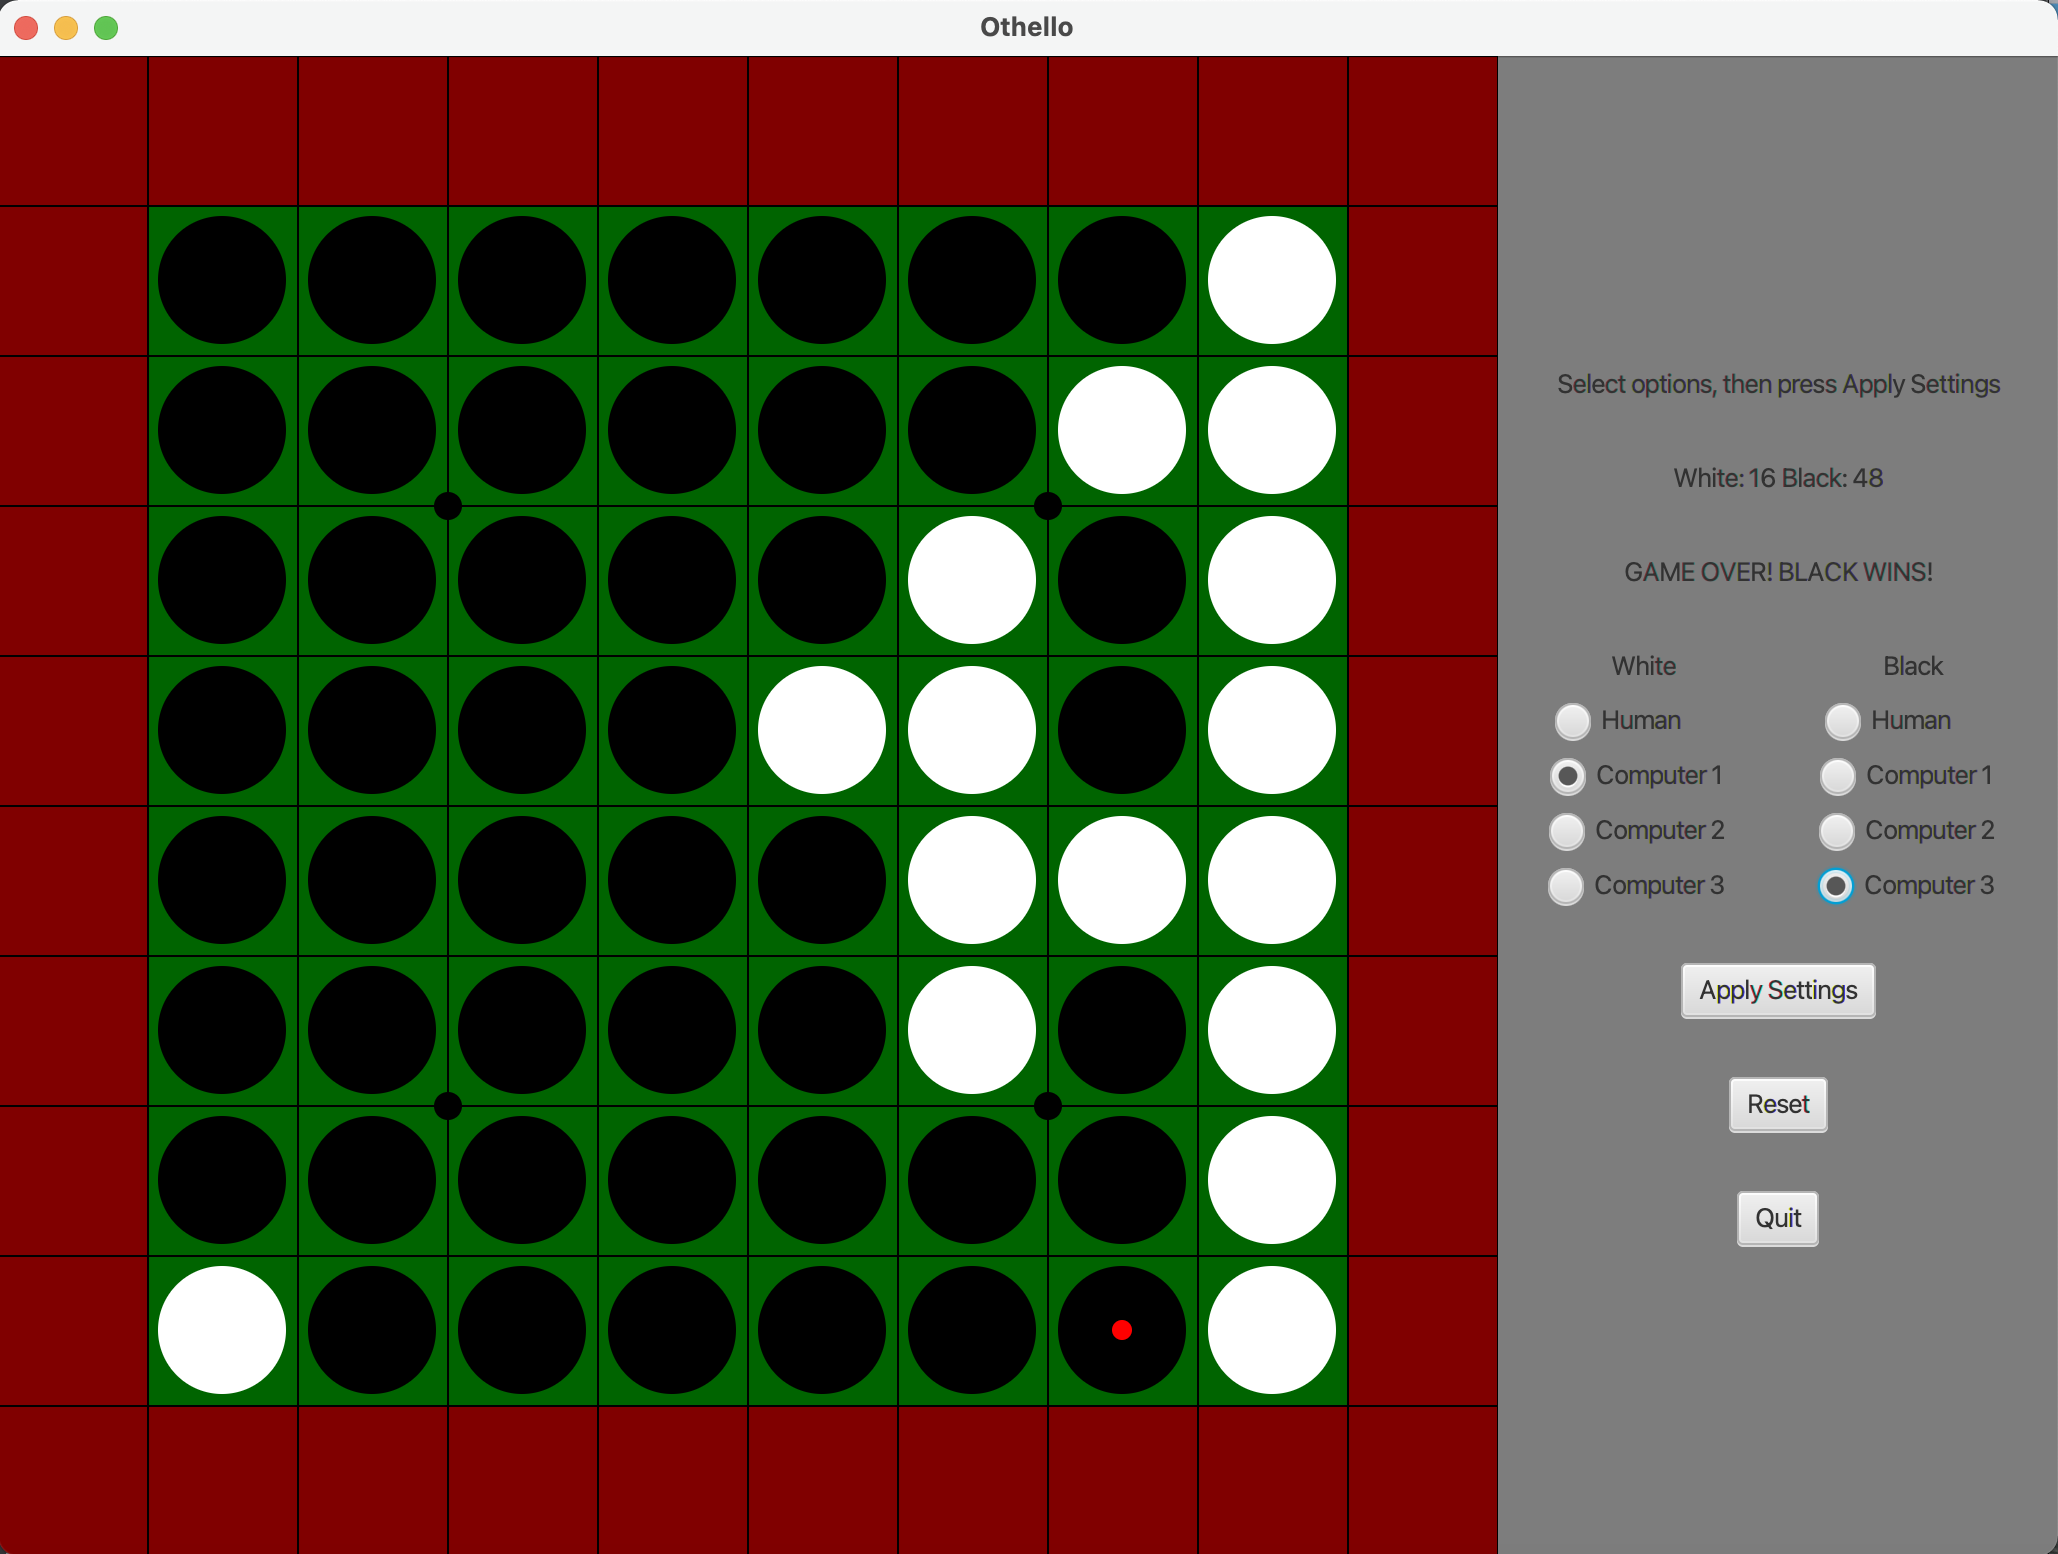 Othello
Select options, then press Apply Settings
White: 16 Black: 48
GAME OVER! BLACK WINS!
White Black
Human Human
Computer 1 Computer 1
Computer 2 Computer 2
Computer 3 Computer 3
Apply Settings
Reset
Quit